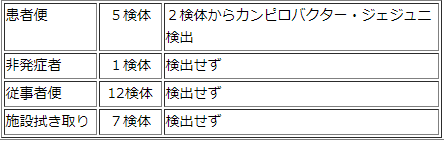 患者便 ５検体 ２検体からカンピロバクター・ジェジュニ
検出
非発症者 １検体 検出せず
従事者便 12検体 検出せず
施設拭き取り ７検体 検出せず